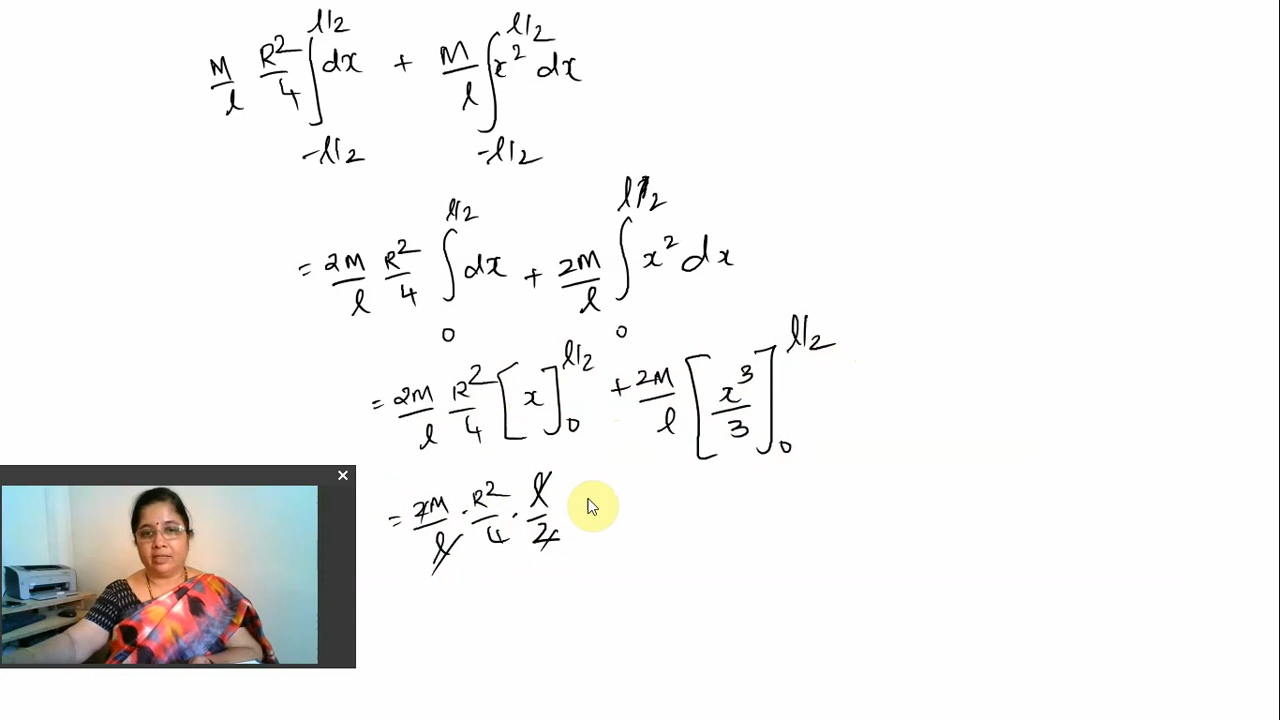 M/l R²/4 ∫_{-l/2}^{l/2} dx + M/l ∫_{-l/2}^{l/2} x² dx
= 2M/l R²/4 ∫_0^{l/2} dx + 2M/l ∫_0^{l/2} x² dx
= 2M/l R²/4 [x]_0^{l/2} + 2M/l [x³/3]_0^{l/2}
= 2M/l · R²/4 · l/2